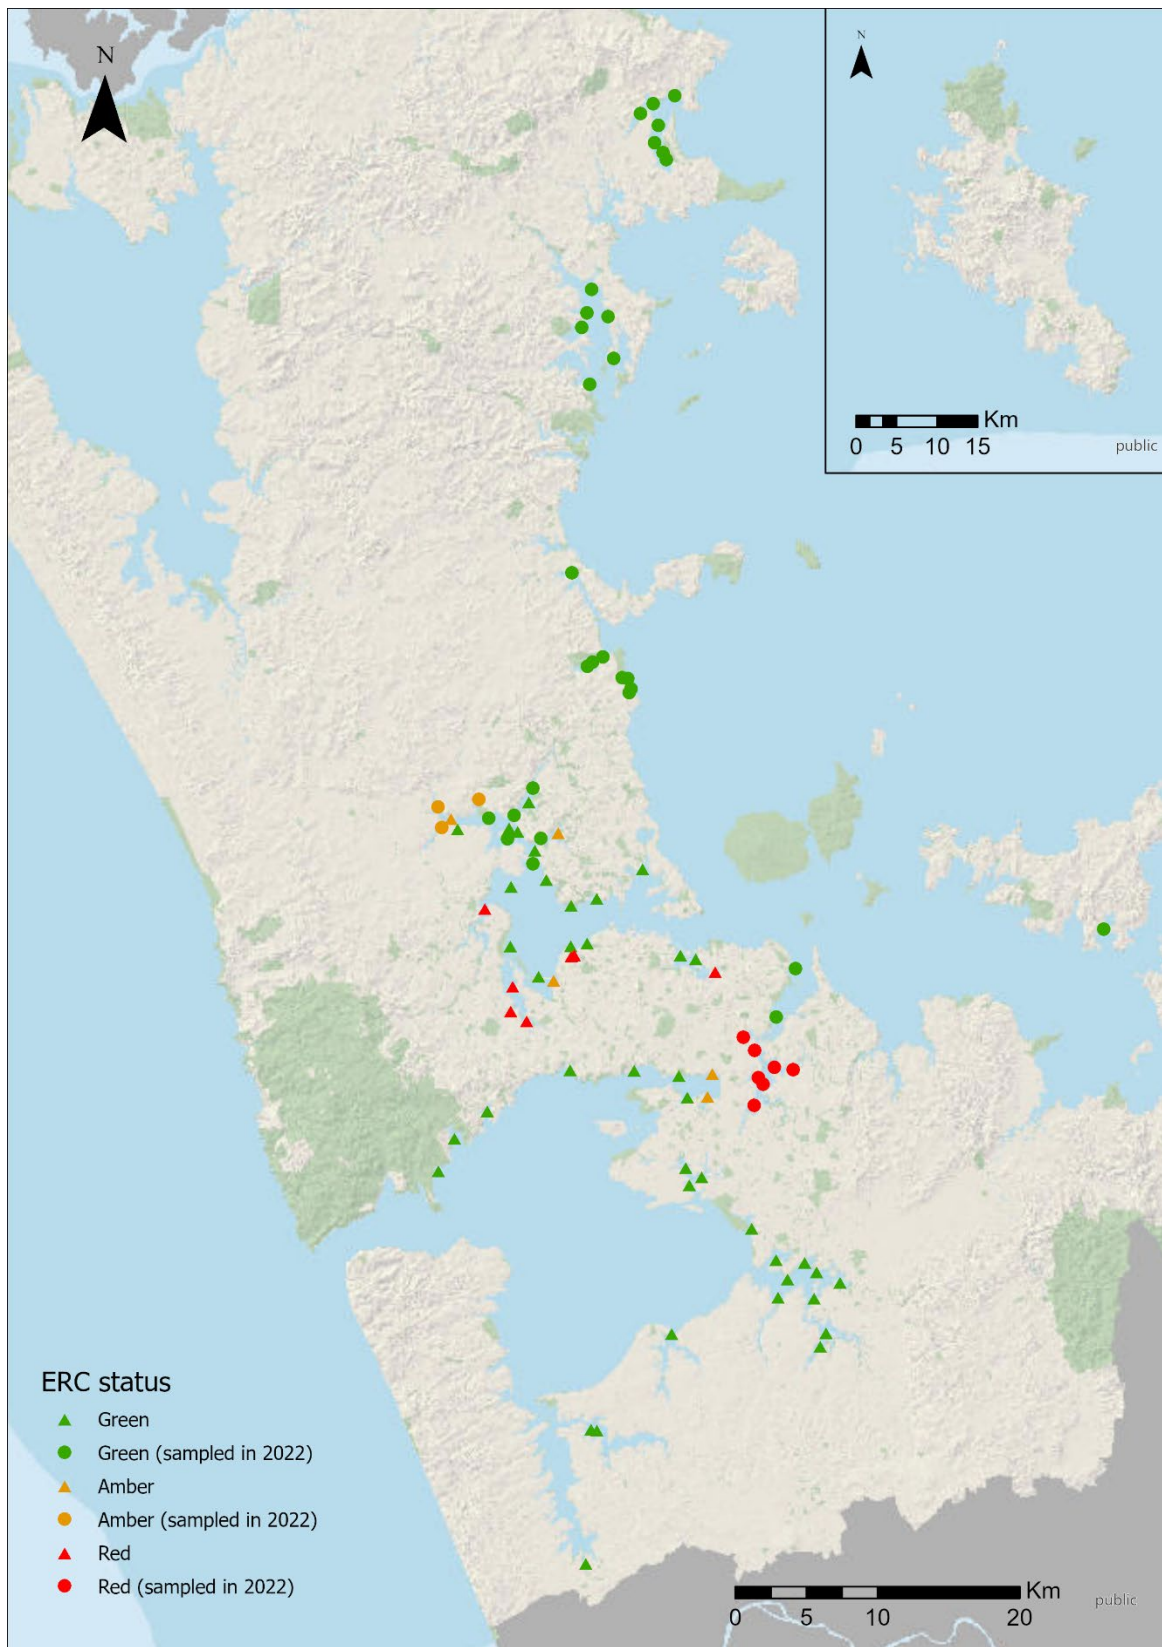 N
N
Km
0 5 10 15
public
ERC status
Green
Green (sampled in 2022)
Amber
Amber (sampled in 2022)
Red
Red (sampled in 2022)
Km
0 5 10 20
public